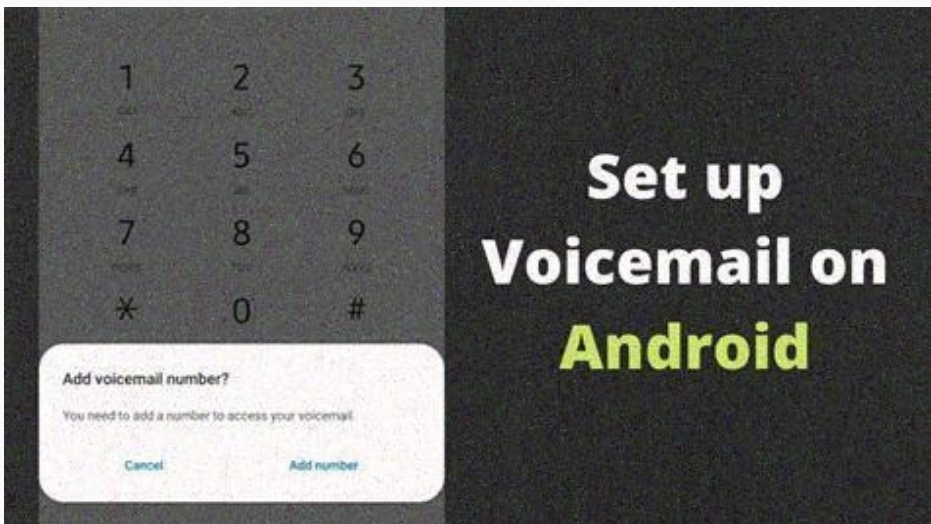 1 2 3
4 5 6
7 8 9
* 0 #
Add voicemail number?
You need to add a number to access your voicemail.
Cancel Add number
Set up
Voicemail on
Android